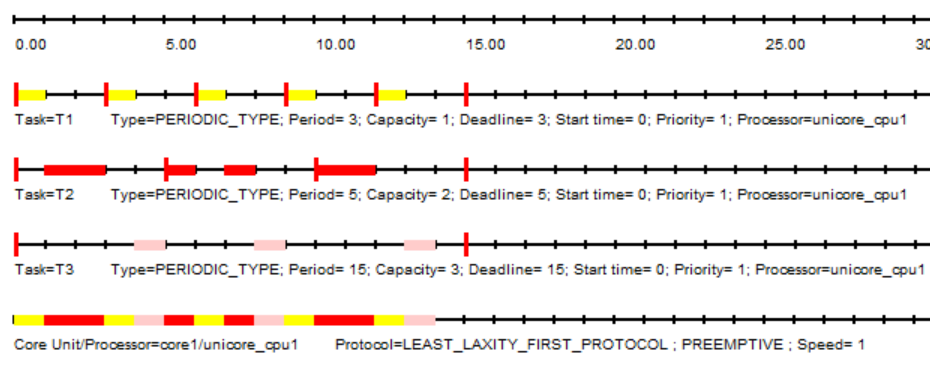 0.00 5.00 10.00 15.00 20.00 25.00 30
Task=T1 Type=PERIODIC_TYPE; Period= 3; Capacity= 1; Deadline= 3; Start time= 0; Priority= 1; Processor=unicore_cpu1
Task=T2 Type=PERIODIC_TYPE; Period= 5; Capacity= 2; Deadline= 5; Start time= 0; Priority= 1; Processor=unicore_cpu1
Task=T3 Type=PERIODIC_TYPE; Period= 15; Capacity= 3; Deadline= 15; Start time= 0; Priority= 1; Processor=unicore_cpu1
Core Unit/Processor=core1/unicore_cpu1 Protocol=LEAST_LAXITY_FIRST_PROTOCOL ; PREEMPTIVE ; Speed= 1